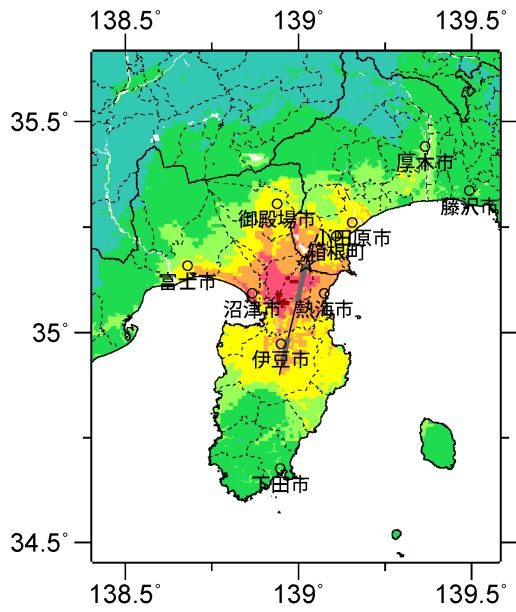 138.5° 139° 139.5°
35.5°
厚木市
藤沢市
御殿場市
小田原市
箱根町
富士市
沼津市 熱海市
35°
伊豆市
下田市
34.5°
138.5° 139° 139.5°